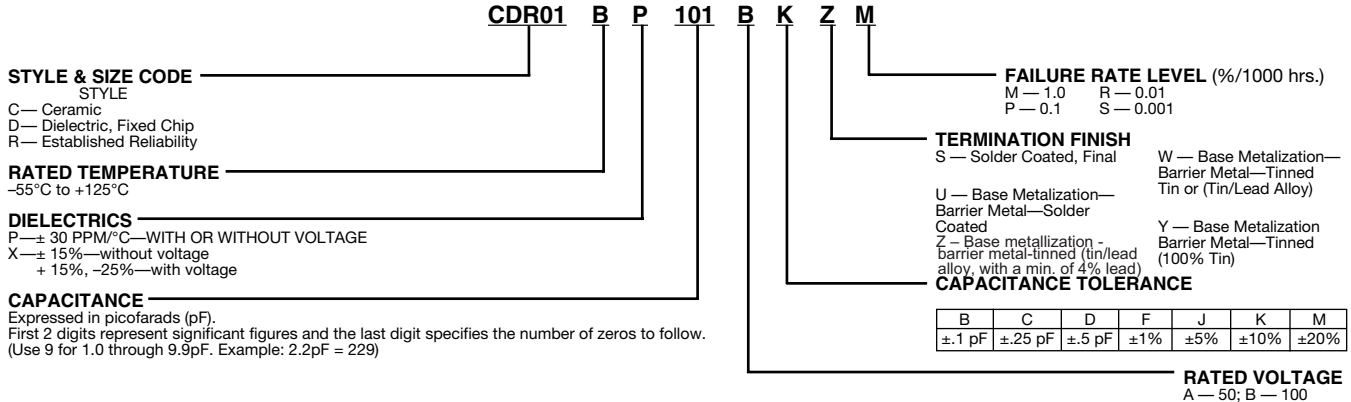 CDR01 B P 101 B K Z M
STYLE & SIZE CODE
STYLE
C— Ceramic
D— Dielectric, Fixed Chip
R— Established Reliability
RATED TEMPERATURE
–55°C to +125°C
DIELECTRICS
P—± 30 PPM/°C—WITH OR WITHOUT VOLTAGE
X—± 15%—without voltage
+ 15%, –25%—with voltage
CAPACITANCE
Expressed in picofarads (pF).
First 2 digits represent significant figures and the last digit specifies the number of zeros to follow.
(Use 9 for 1.0 through 9.9pF. Example: 2.2pF = 229)
FAILURE RATE LEVEL (%/1000 hrs.)
M — 1.0 R — 0.01
P — 0.1 S — 0.001
TERMINATION FINISH
S — Solder Coated, Final
U — Base Metalization—
Barrier Metal—Solder
Coated
Z – Base metallization -
barrier metal-tinned (tin/lead
alloy, with a min. of 4% lead)
W — Base Metalization—
Barrier Metal—Tinned
Tin or (Tin/Lead Alloy)
Y — Base Metalization
Barrier Metal—Tinned
(100% Tin)
CAPACITANCE TOLERANCE
B C D F J K M
±.1 pF ±.25 pF ±.5 pF ±1% ±5% ±10% ±20%
RATED VOLTAGE
A — 50; B — 100